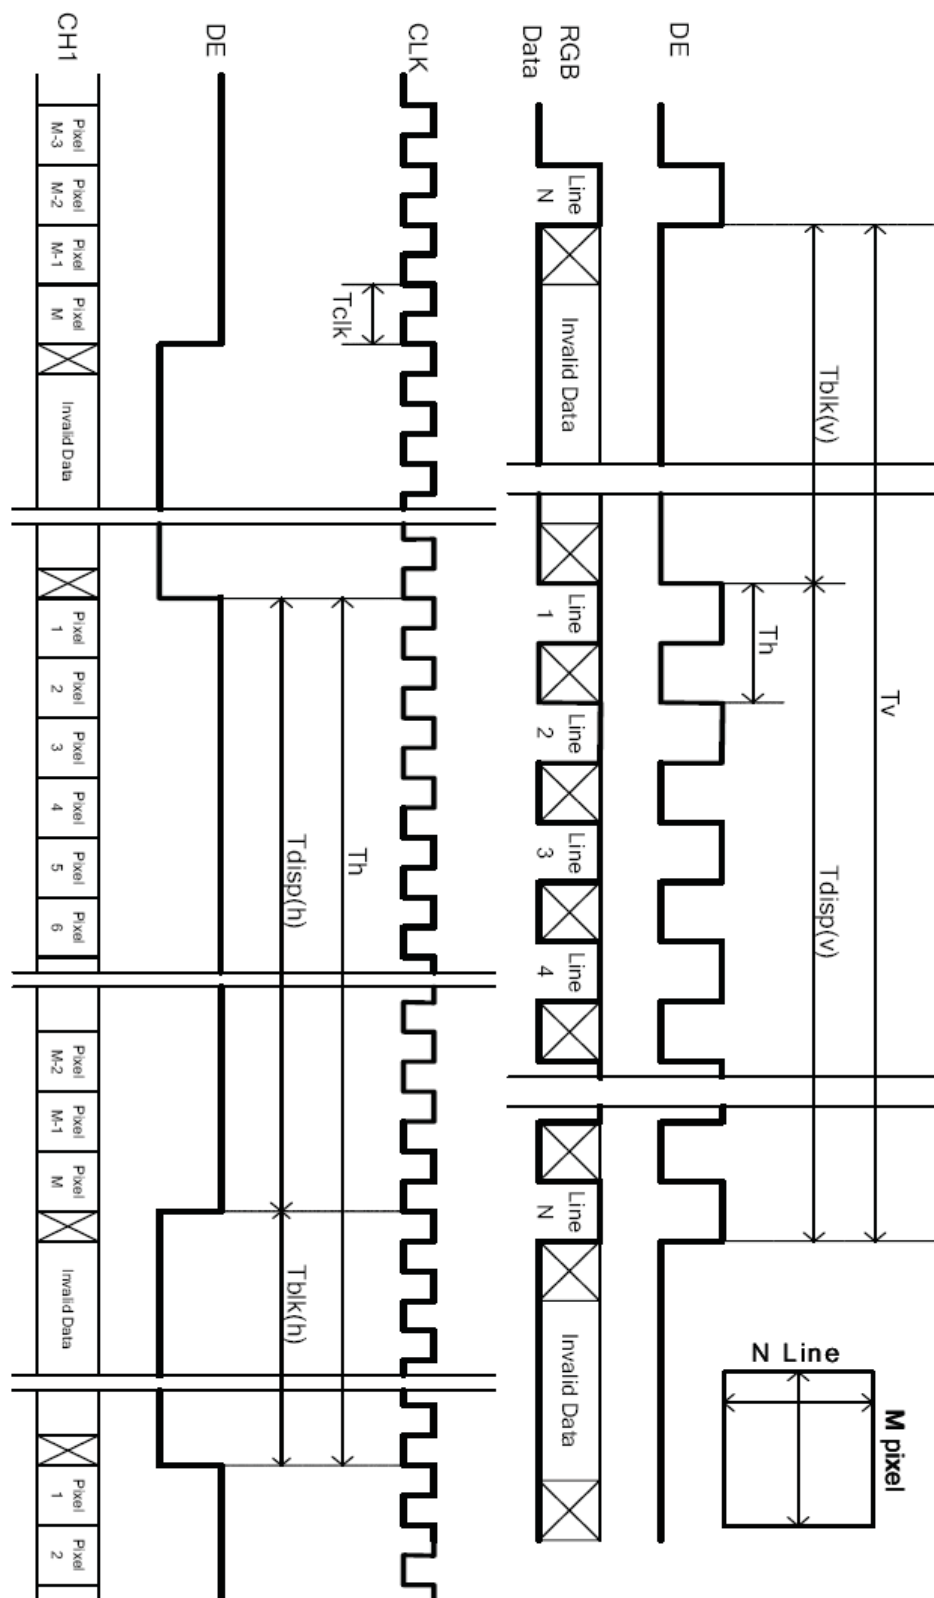 DE
Tblk(v)
Tv
Th
Tdisp(v)
N Line
M pixel
RGB
Data
Line
N
Invalid Data
Line
1
Line
2
Line
3
Line
4
Line
N
Invalid Data
CLK
Tclk
Th
DE
Tdisp(h)
Tblk(h)
CH1
Pixel
M-3
Pixel
M-2
Pixel
M-1
Pixel
M
Invalid Data
Pixel
1
Pixel
2
Pixel
3
Pixel
4
Pixel
5
Pixel
6
Pixel
M-2
Pixel
M-1
Pixel
M
Invalid Data
Pixel
1
Pixel
2